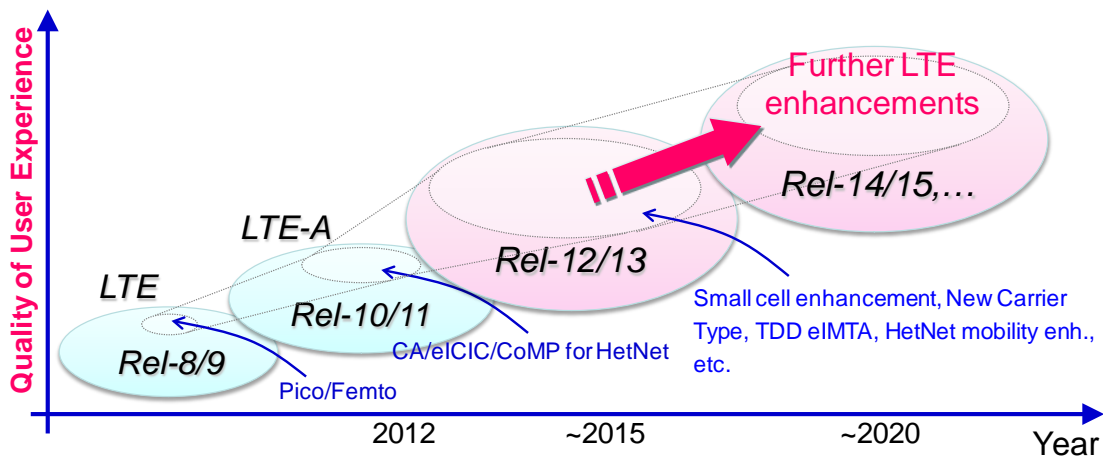 Quality of User Experience
Further LTE
enhancements
Rel-14/15,…
LTE-A
Rel-12/13
LTE
Rel-10/11
Small cell enhancement, New Carrier
Type, TDD eIMTA, HetNet mobility enh.,
etc.
CA/eICIC/CoMP for HetNet
Rel-8/9
Pico/Femto
2012
~2015
~2020
Year